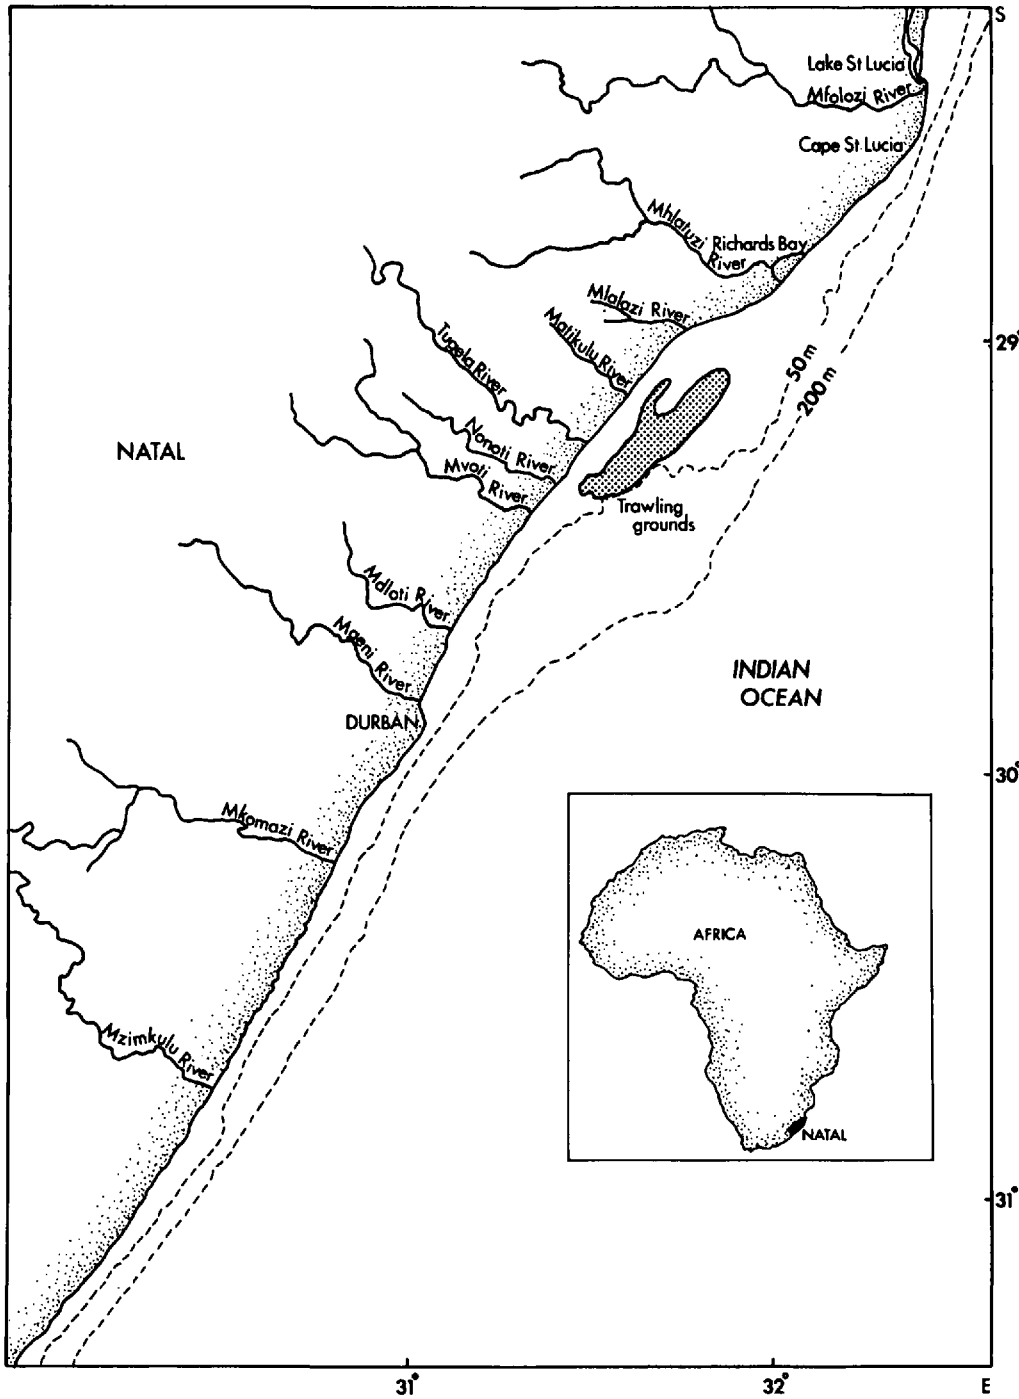 S
Lake St Lucia
Mfolozi River
Cape St Lucia
Mhlatuzi
River
Richards Bay
Mlalazi River
Matikulu River
29°
50 m
200 m
Tugela River
NATAL
Nonoti River
Mvoti River
Trawling
grounds
Mdloti River
Mgeni River
INDIAN
OCEAN
DURBAN
30°
Mkomazi River
AFRICA
Mzimkulu River
NATAL
31°
31°
32°
E